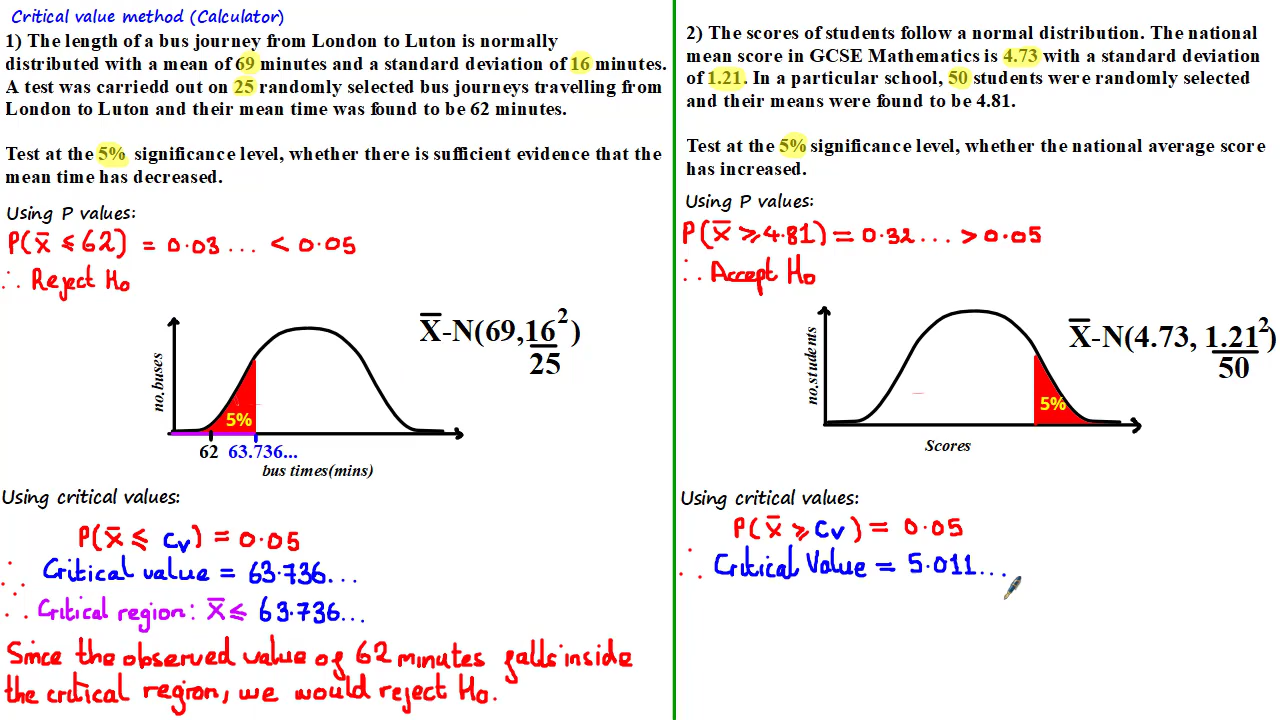 Critical value method (Calculator)
1) The length of a bus journey from London to Luton is normally
distributed with a mean of 69 minutes and a standard deviation of 16 minutes.
A test was carriedd out on 25 randomly selected bus journeys travelling from
London to Luton and their mean time was found to be 62 minutes.
Test at the 5% significance level, whether there is sufficient evidence that the
mean time has decreased.
Using P values:
P(X̄ ≤ 62) = 0.03... < 0.05
∴ Reject H₀
X̄-N(69,16²/25)
no.buses
5%
62 63.736...
bus times(mins)
Using critical values:
P(X̄ ≤ Cv) = 0.05
∴ Critical value = 63.736...
∴ Critical region: X̄ ≤ 63.736...
Since the observed value of 62 minutes falls inside
the critical region, we would reject H₀.
2) The scores of students follow a normal distribution. The national
mean score in GCSE Mathematics is 4.73 with a standard deviation
of 1.21. In a particular school, 50 students were randomly selected
and their means were found to be 4.81.
Test at the 5% significance level, whether the national average score
has increased.
Using P values:
P(X̄ ≥ 4.81) = 0.32... > 0.05
∴ Accept H₀
X̄-N(4.73, 1.21²/50)
no.students
5%
Scores
Using critical values:
P(X̄ ≥ Cv) = 0.05
∴ Critical Value = 5.011...